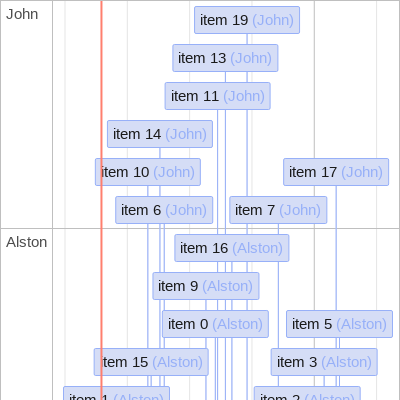 John
item 19 (John)
item 13 (John)
item 11 (John)
item 14 (John)
item 10 (John)
item 17 (John)
item 6 (John)
item 7 (John)
Alston
item 16 (Alston)
item 9 (Alston)
item 0 (Alston)
item 5 (Alston)
item 15 (Alston)
item 3 (Alston)
item 1 (Alston)
item 2 (Alston)